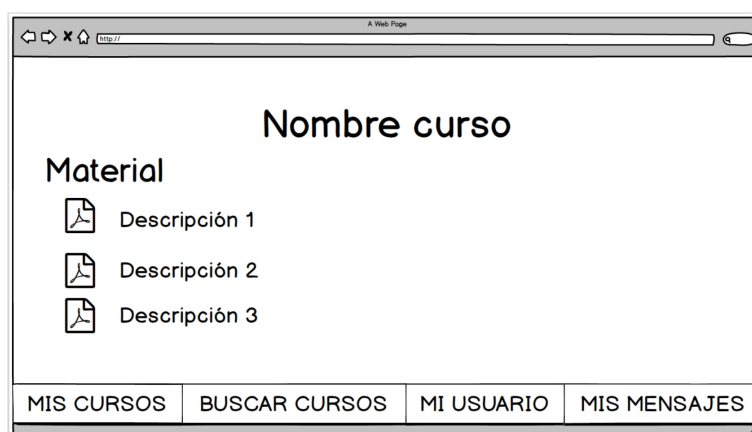 A Web Page
http://
Nombre curso
Material
Descripción 1
Descripción 2
Descripción 3
MIS CURSOS BUSCAR CURSOS MI USUARIO MIS MENSAJES